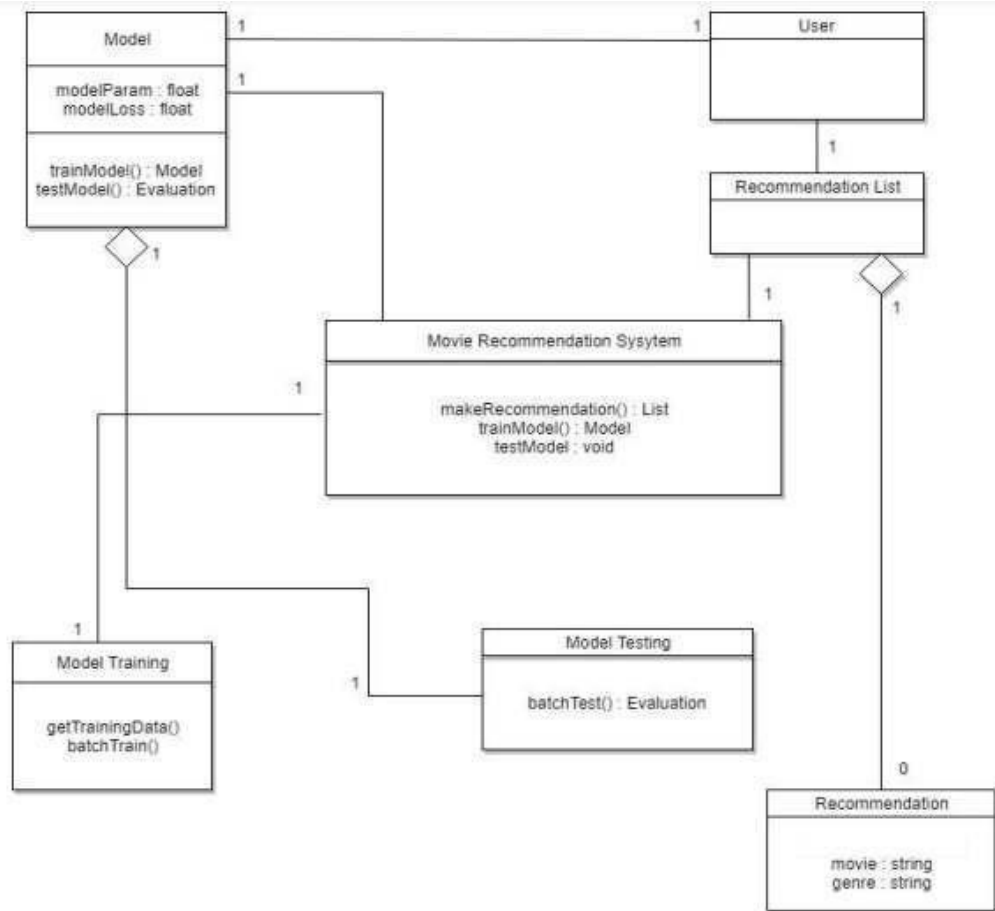 Model
modelParam : float
modelLoss : float
trainModel() : Model
testModel() : Evaluation
1
1
1
1
User
1
Recommendation List
1
1
Movie Recommendation Sysytem
makeRecommendation() : List
trainModel() : Model
testModel : void
1
1
Model Training
getTrainingData()
batchTrain()
1
Model Testing
batchTest() : Evaluation
0
Recommendation
movie : string
genre : string